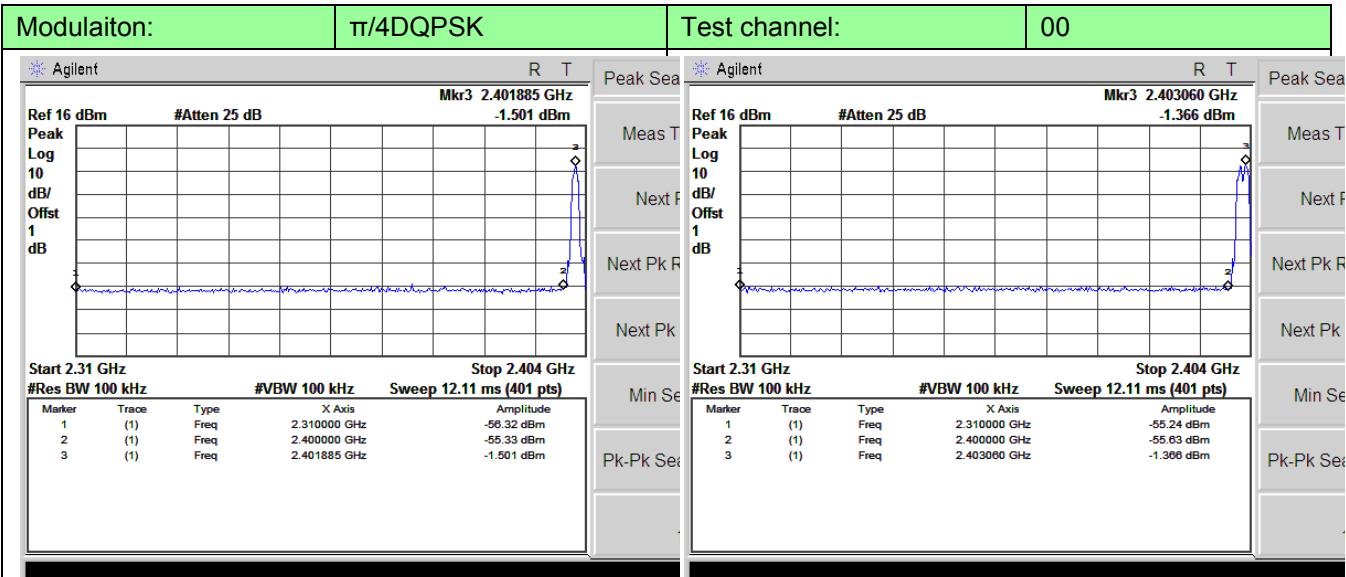 Modulaiton: π/4DQPSK Test channel: 00
Agilent R T
Mkr3 2.401885 GHz
Ref 16 dBm #Atten 25 dB -1.501 dBm
Peak
Log
10
dB/
Offst
1
dB
3
1
2
Start 2.31 GHz Stop 2.404 GHz
#Res BW 100 kHz #VBW 100 kHz Sweep 12.11 ms (401 pts)
Marker Trace Type X Axis Amplitude
1 (1) Freq 2.310000 GHz -56.32 dBm
2 (1) Freq 2.400000 GHz -55.33 dBm
3 (1) Freq 2.401885 GHz -1.501 dBm
Peak Sea
Meas T
Next
Next Pk R
Next Pk
Min Se
Pk-Pk Sea
Agilent R T
Mkr3 2.403060 GHz
Ref 16 dBm #Atten 25 dB -1.366 dBm
Peak
Log
10
dB/
Offst
1
dB
3
1
2
Start 2.31 GHz Stop 2.404 GHz
#Res BW 100 kHz #VBW 100 kHz Sweep 12.11 ms (401 pts)
Marker Trace Type X Axis Amplitude
1 (1) Freq 2.310000 GHz -55.24 dBm
2 (1) Freq 2.400000 GHz -55.63 dBm
3 (1) Freq 2.403060 GHz -1.366 dBm
Peak Sea
Meas T
Next
Next Pk R
Next Pk
Min Se
Pk-Pk Sea